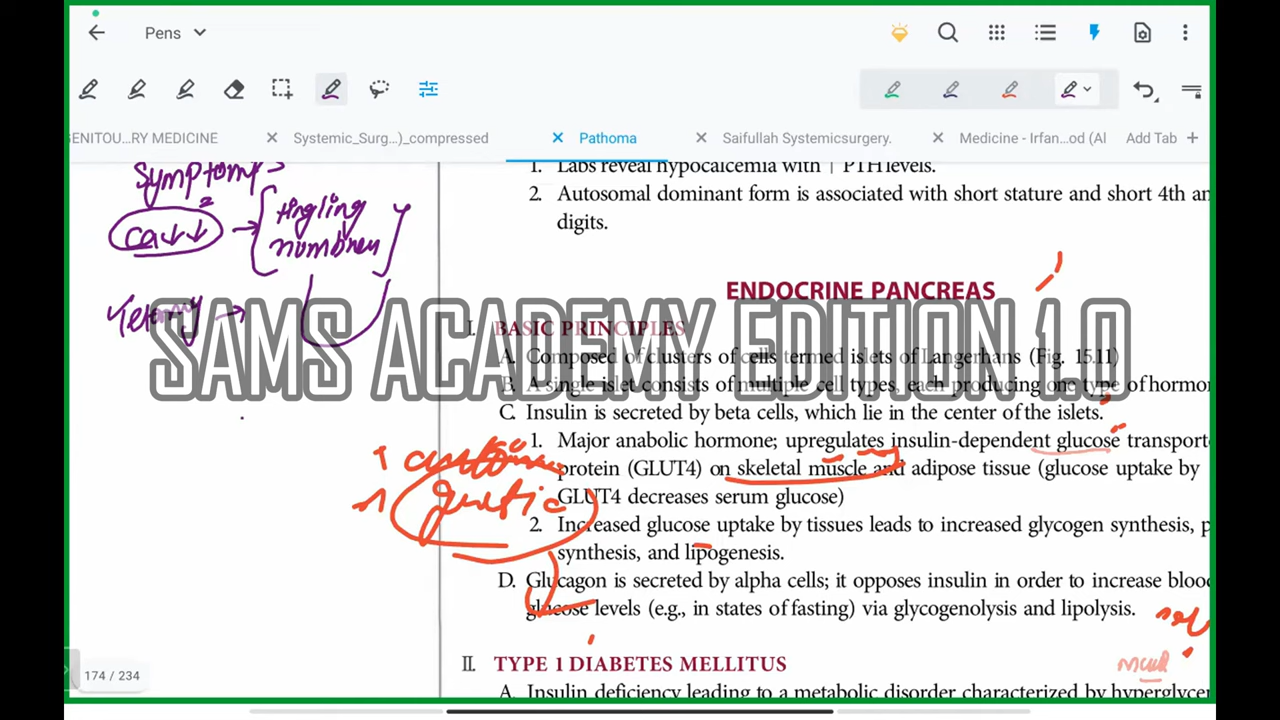 Pens
GENITOU...RY MEDICINE
Systemic_Surg...)_compressed
Pathoma
Saifullah Systemicsurgery.
Medicine - Irfan...od (Al
Add Tab
Symptoms
Ca↓↓
tingling
numbness
Tetany
1. Labs reveal hypocalcemia with ↑ PTH levels.
2. Autosomal dominant form is associated with short stature and short 4th an
digits.
ENDOCRINE PANCREAS
SAMS ACADEMY EDITION 1.0
I. BASIC PRINCIPLES
A. Composed of clusters of cells termed islets of Langerhans (Fig. 15.11)
B. A single islet consists of multiple cell types, each producing one type of hormon
C. Insulin is secreted by beta cells, which lie in the center of the islets.
1. Major anabolic hormone; upregulates insulin-dependent glucose transport
protein (GLUT4) on skeletal muscle and adipose tissue (glucose uptake by
GLUT4 decreases serum glucose)
genetic
2. Increased glucose uptake by tissues leads to increased glycogen synthesis, p
synthesis, and lipogenesis.
D. Glucagon is secreted by alpha cells; it opposes insulin in order to increase blood
glucose levels (e.g., in states of fasting) via glycogenolysis and lipolysis.
II. TYPE 1 DIABETES MELLITUS
A. Insulin deficiency leading to a metabolic disorder characterized by hyperglycer
174 / 234